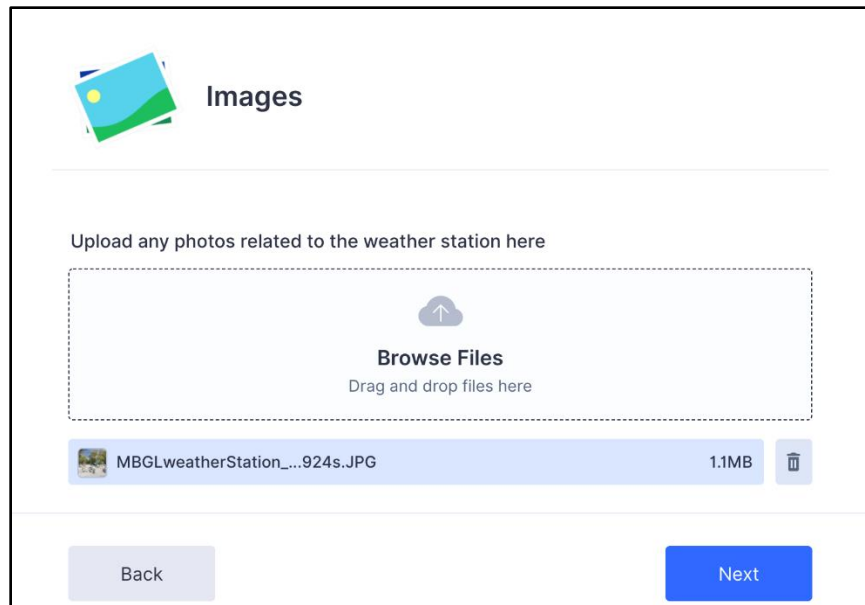 Images
Upload any photos related to the weather station here
Browse Files
Drag and drop files here
MBGLweatherStation_...924s.JPG 1.1MB
Back Next